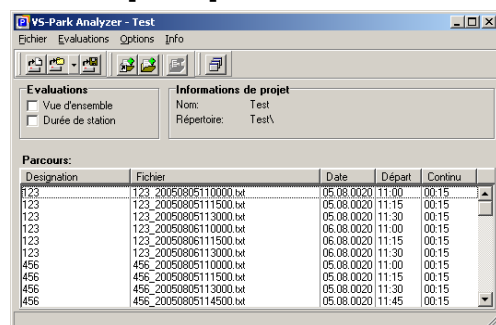 VS-Park Analyzer - Test
Fichier Evaluations Options Info
Evaluations
Vue d'ensemble
Durée de station
Informations de projet
Nom: Test
Répertoire: Test\
Parcours:
Designation Fichier Date Départ Continu
123 123_20050805110000.txt 05.08.0020 11:00 00:15
123 123_20050805111500.txt 05.08.0020 11:15 00:15
123 123_20050805113000.txt 05.08.0020 11:30 00:15
123 123_20050806110000.txt 06.08.0020 11:00 00:15
123 123_20050806111500.txt 06.08.0020 11:15 00:15
123 123_20050806113000.txt 06.08.0020 11:30 00:15
456 456_20050805110000.txt 05.08.0020 11:00 00:15
456 456_20050805111500.txt 05.08.0020 11:15 00:15
456 456_20050805113000.txt 05.08.0020 11:30 00:15
456 456_20050805114500.txt 05.08.0020 11:45 00:15